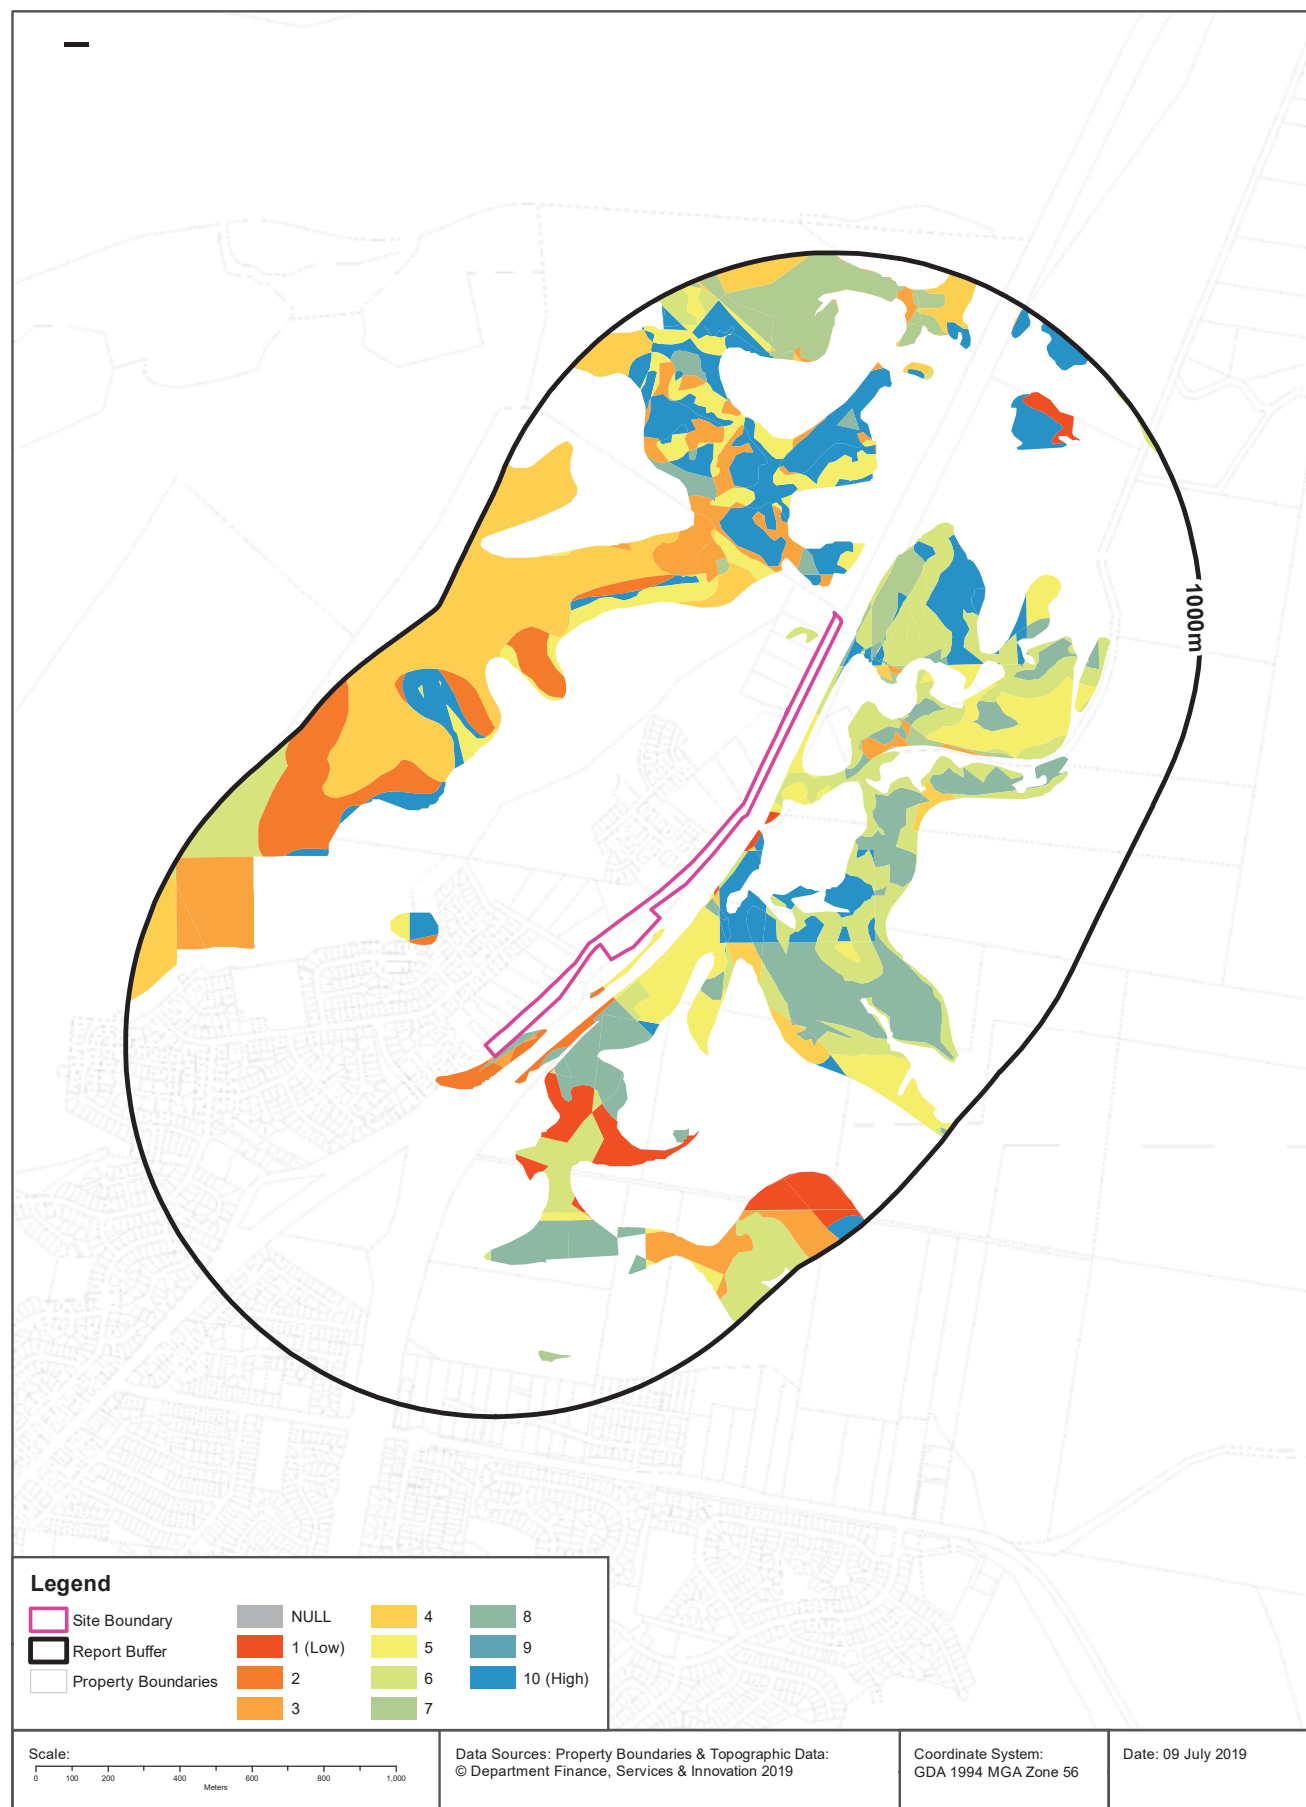 1000m
Legend
Site Boundary
Report Buffer
Property Boundaries
NULL
1 (Low)
2
3
4
5
6
7
8
9
10 (High)
Scale:
0 100 200 400 600 800 1,000
Meters
Data Sources: Property Boundaries & Topographic Data:
© Department Finance, Services & Innovation 2019
Coordinate System:
GDA 1994 MGA Zone 56
Date: 09 July 2019